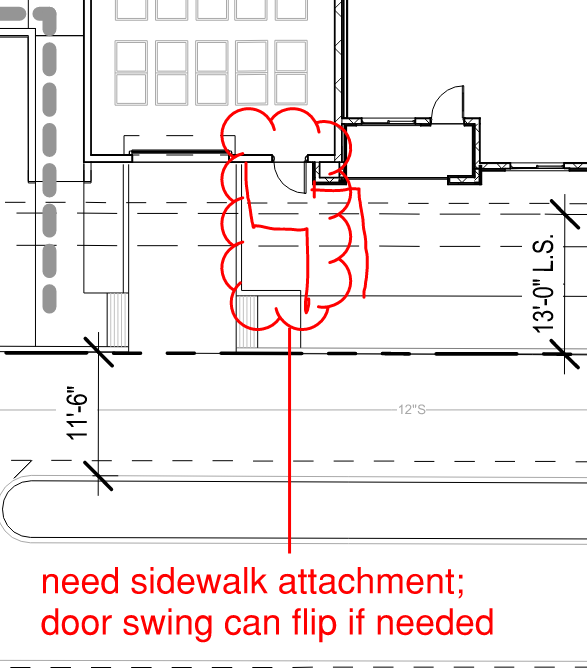 13'-0" L.S.
11'-6"
12"S
need sidewalk attachment;
door swing can flip if needed